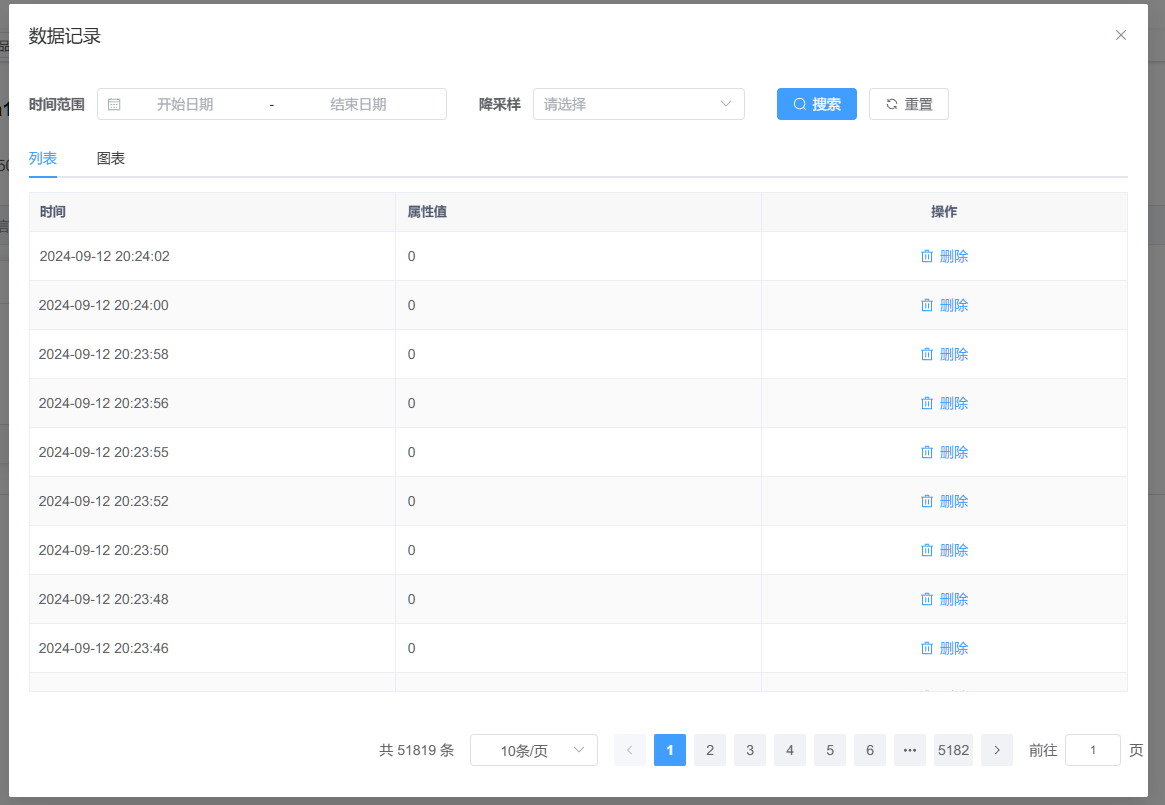 数据记录
时间范围 开始日期 - 结束日期 降采样 请选择 搜索 重置
列表 图表
时间 属性值 操作
2024-09-12 20:24:02 0 删除
2024-09-12 20:24:00 0 删除
2024-09-12 20:23:58 0 删除
2024-09-12 20:23:56 0 删除
2024-09-12 20:23:55 0 删除
2024-09-12 20:23:52 0 删除
2024-09-12 20:23:50 0 删除
2024-09-12 20:23:48 0 删除
2024-09-12 20:23:46 0 删除
共 51819 条 10条/页 1 2 3 4 5 6 ••• 5182 前往 1 页